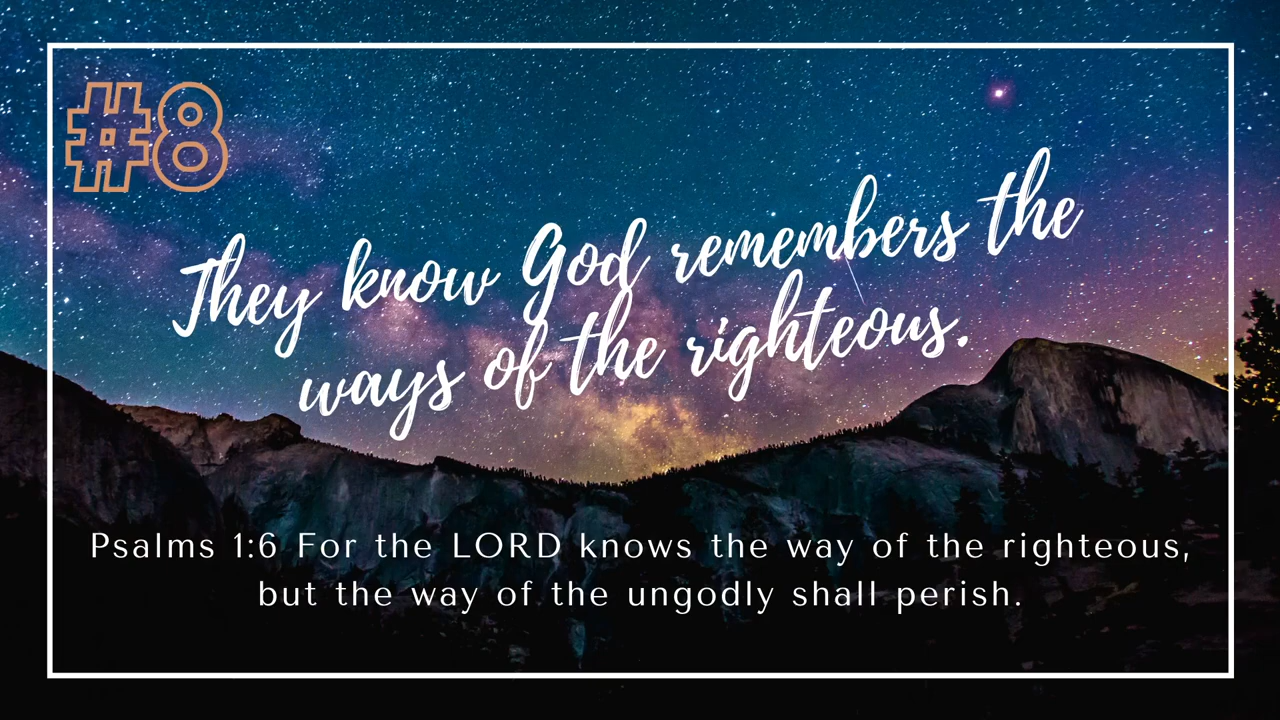 #8
They know God remembers the
ways of the righteous.
Psalms 1:6 For the LORD knows the way of the righteous,
but the way of the ungodly shall perish.